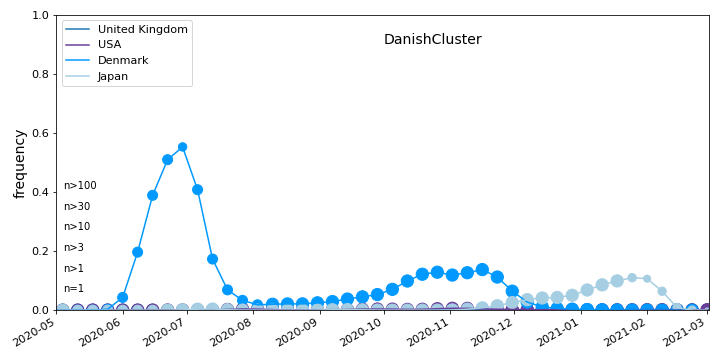 DanishCluster
United Kingdom
USA
Denmark
Japan
frequency
1.0
0.8
0.6
0.4
0.2
0.0
n>100
n>30
n>10
n>3
n>1
n=1
2020-05
2020-06
2020-07
2020-08
2020-09
2020-10
2020-11
2020-12
2021-01
2021-02
2021-03